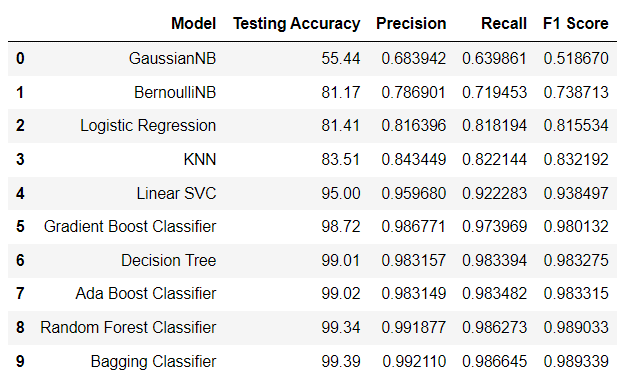 Model Testing Accuracy Precision Recall F1 Score
0 GaussianNB 55.44 0.683942 0.639861 0.518670
1 BernoulliNB 81.17 0.786901 0.719453 0.738713
2 Logistic Regression 81.41 0.816396 0.818194 0.815534
3 KNN 83.51 0.843449 0.822144 0.832192
4 Linear SVC 95.00 0.959680 0.922283 0.938497
5 Gradient Boost Classifier 98.72 0.986771 0.973969 0.980132
6 Decision Tree 99.01 0.983157 0.983394 0.983275
7 Ada Boost Classifier 99.02 0.983149 0.983482 0.983315
8 Random Forest Classifier 99.34 0.991877 0.986273 0.989033
9 Bagging Classifier 99.39 0.992110 0.986645 0.989339